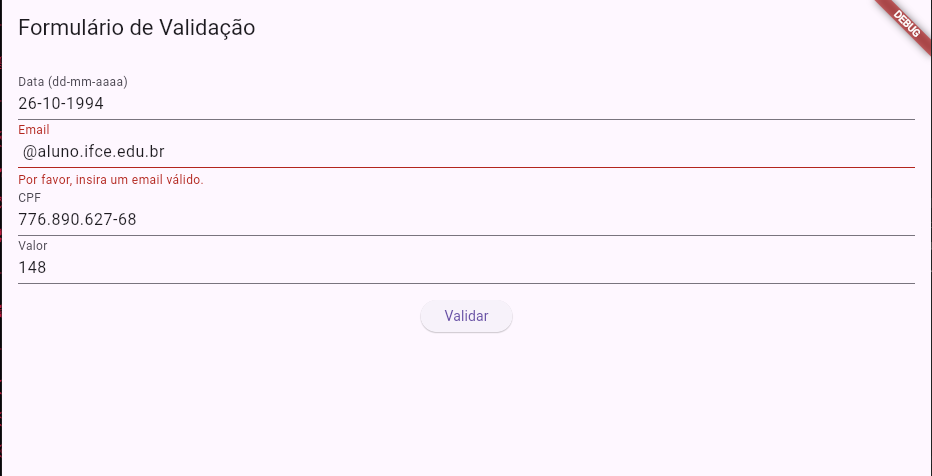 Formulário de Validação
DEBUG
Data (dd-mm-aaaa)
26-10-1994
Email
@aluno.ifce.edu.br
Por favor, insira um email válido.
CPF
776.890.627-68
Valor
148
Validar